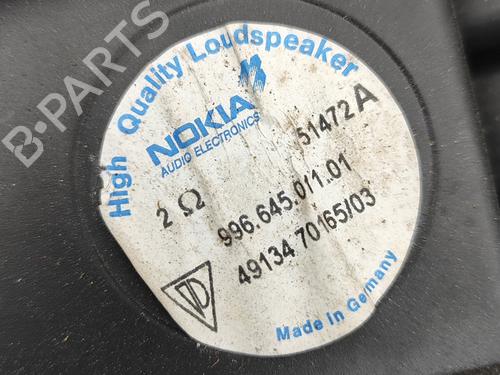 High Quality Loudspeaker
NOKIA
AUDIO ELECTRONICS
2 Ω
51472 A
996.645.011.01
49134 70165/03
Made in Germany
B-PARTS